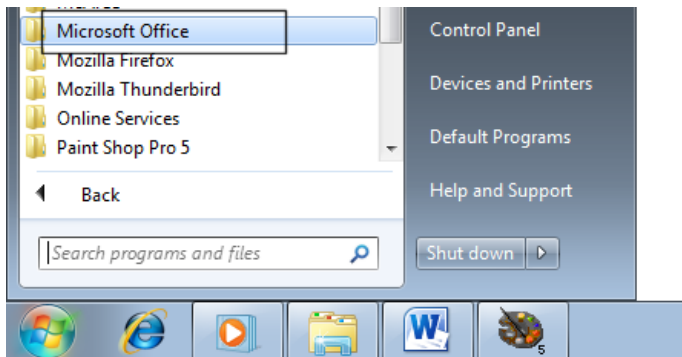 Microsoft Office
Mozilla Firefox
Mozilla Thunderbird
Online Services
Paint Shop Pro 5
Back
Search programs and files
Control Panel
Devices and Printers
Default Programs
Help and Support
Shut down
W
5